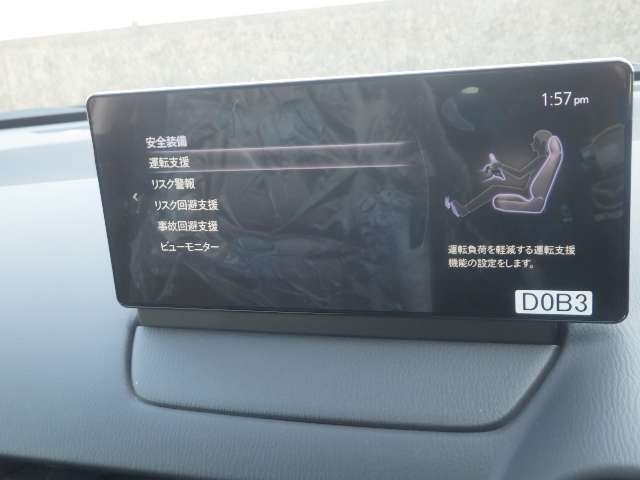 1:57 pm
安全装備
運転支援
リスク警報
リスク回避支援
事故回避支援
ビューモニター
運転負荷を軽減する運転支援
機能の設定をします。
D0B3